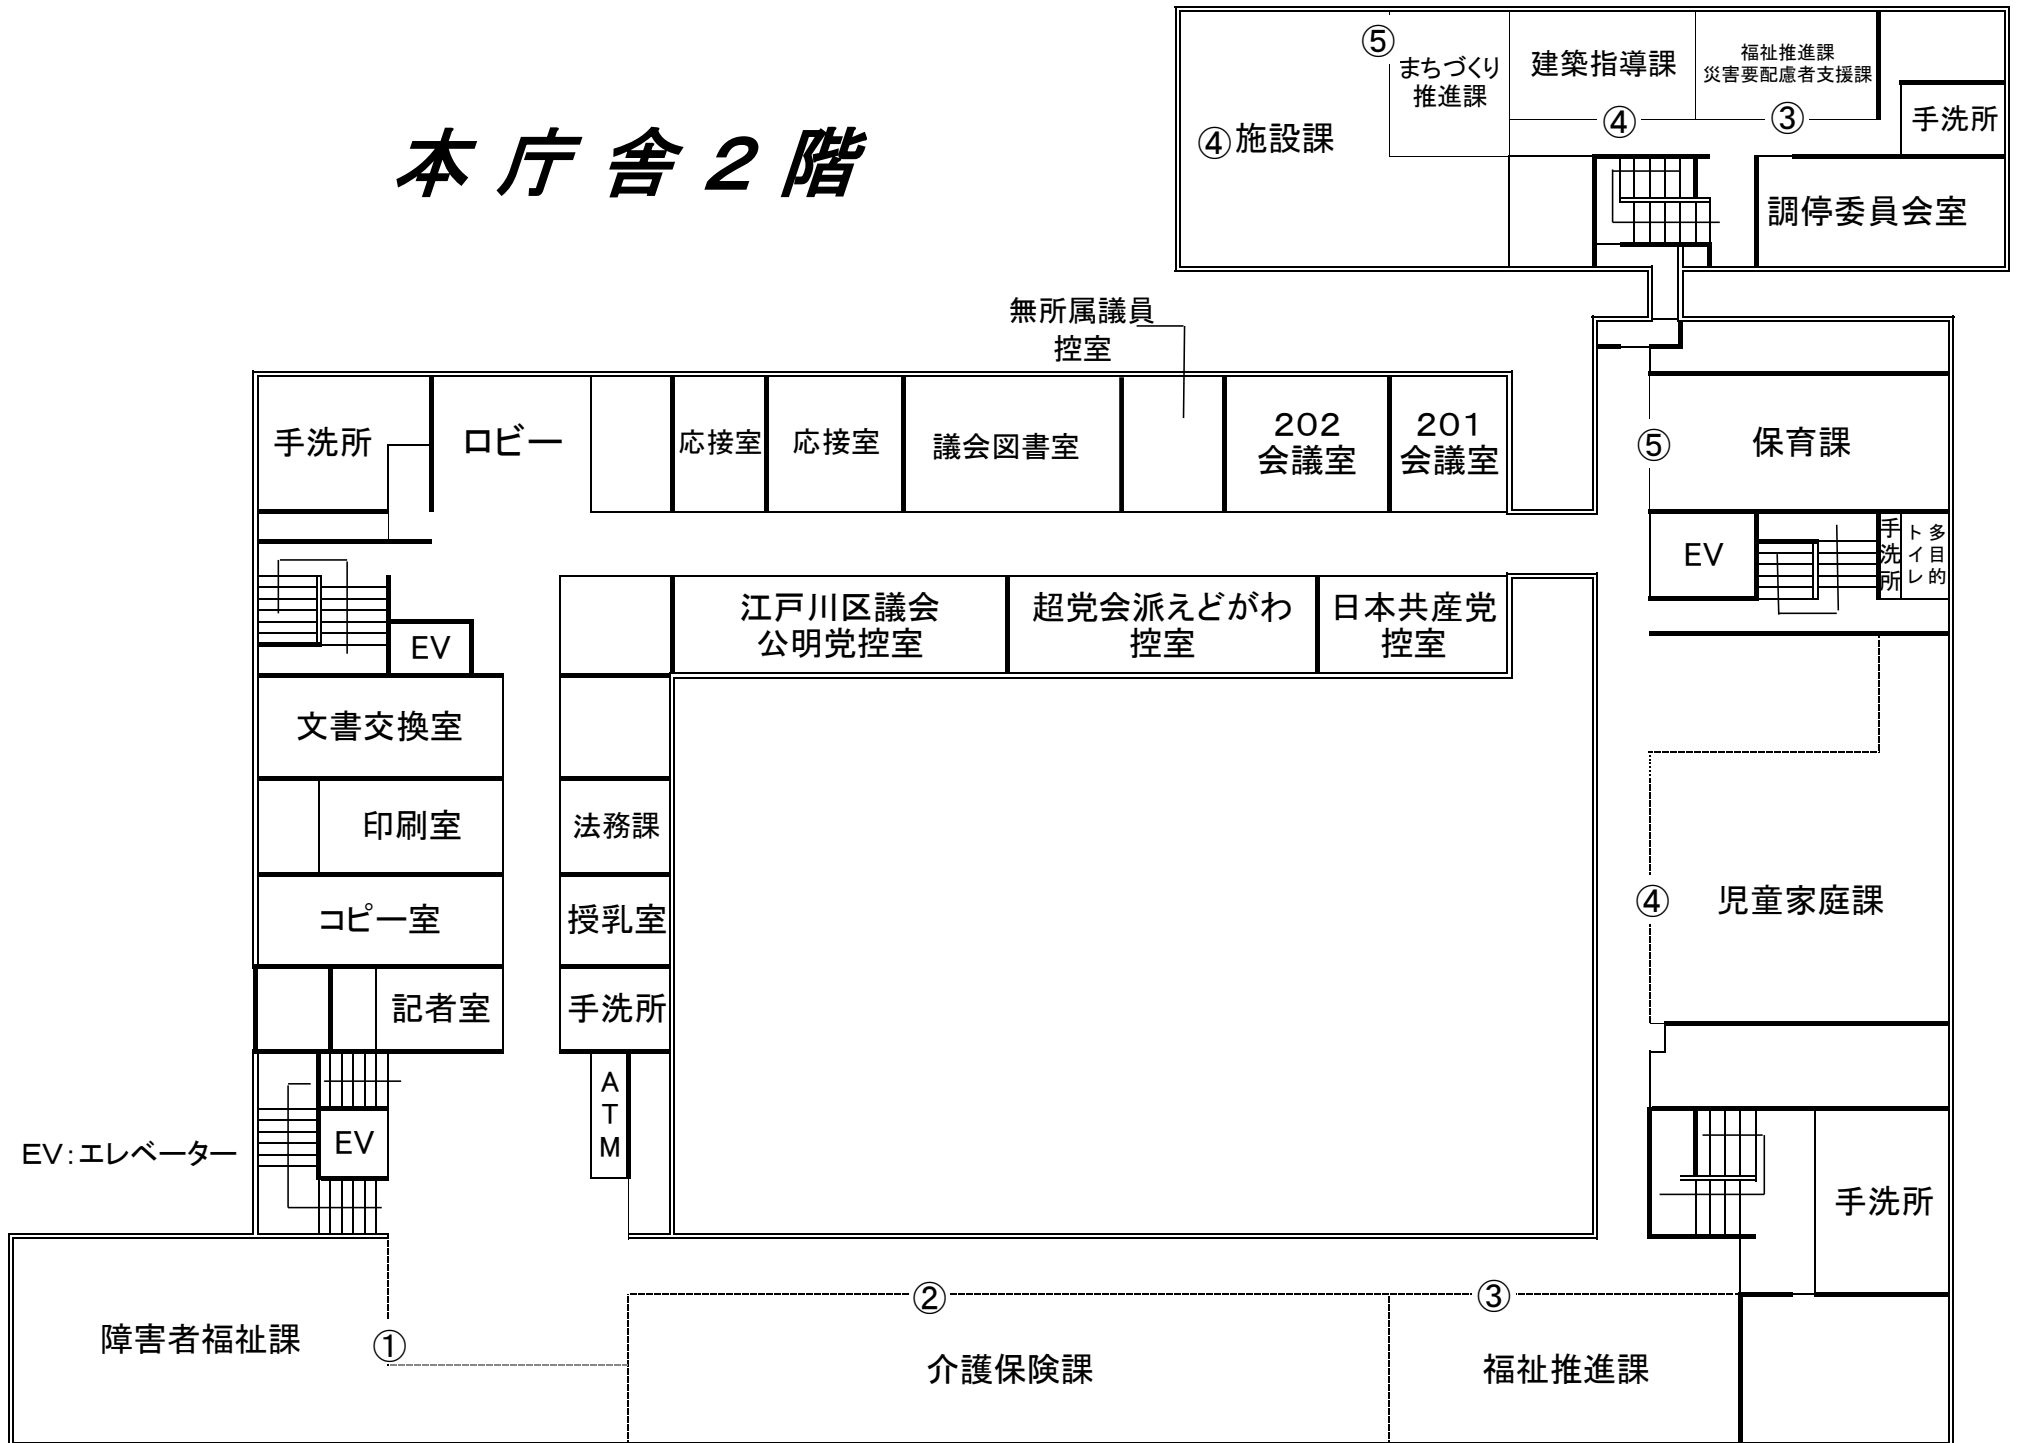 本庁舎２階
⑤
まちづくり
推進課
建築指導課
④
福祉推進課
災害要配慮者支援課
③
手洗所
④施設課
調停委員会室
無所属議員
控室
手洗所
ロビー
応接室
応接室
議会図書室
202
会議室
201
会議室
⑤
保育課
EV
手洗所
多目的
トイレ
江戸川区議会
公明党控室
超党会派えどがわ
控室
日本共産党
控室
EV
文書交換室
印刷室
法務課
コピー室
授乳室
④
児童家庭課
記者室
手洗所
ATM
EV
EV：エレベーター
手洗所
障害者福祉課
①
②
介護保険課
③
福祉推進課